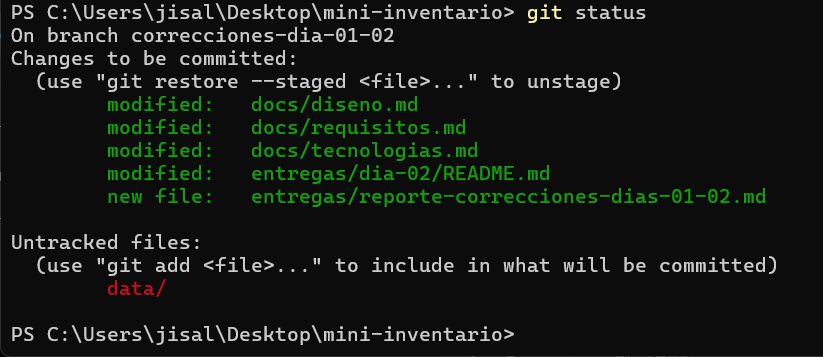 PS C:\Users\jisal\Desktop\mini-inventario> git status
On branch correcciones-dia-01-02
Changes to be committed:
  (use "git restore --staged <file>..." to unstage)
        modified:   docs/diseno.md
        modified:   docs/requisitos.md
        modified:   docs/tecnologias.md
        modified:   entregas/dia-02/README.md
        new file:   entregas/reporte-correcciones-dias-01-02.md

Untracked files:
  (use "git add <file>..." to include in what will be committed)
        data/

PS C:\Users\jisal\Desktop\mini-inventario>